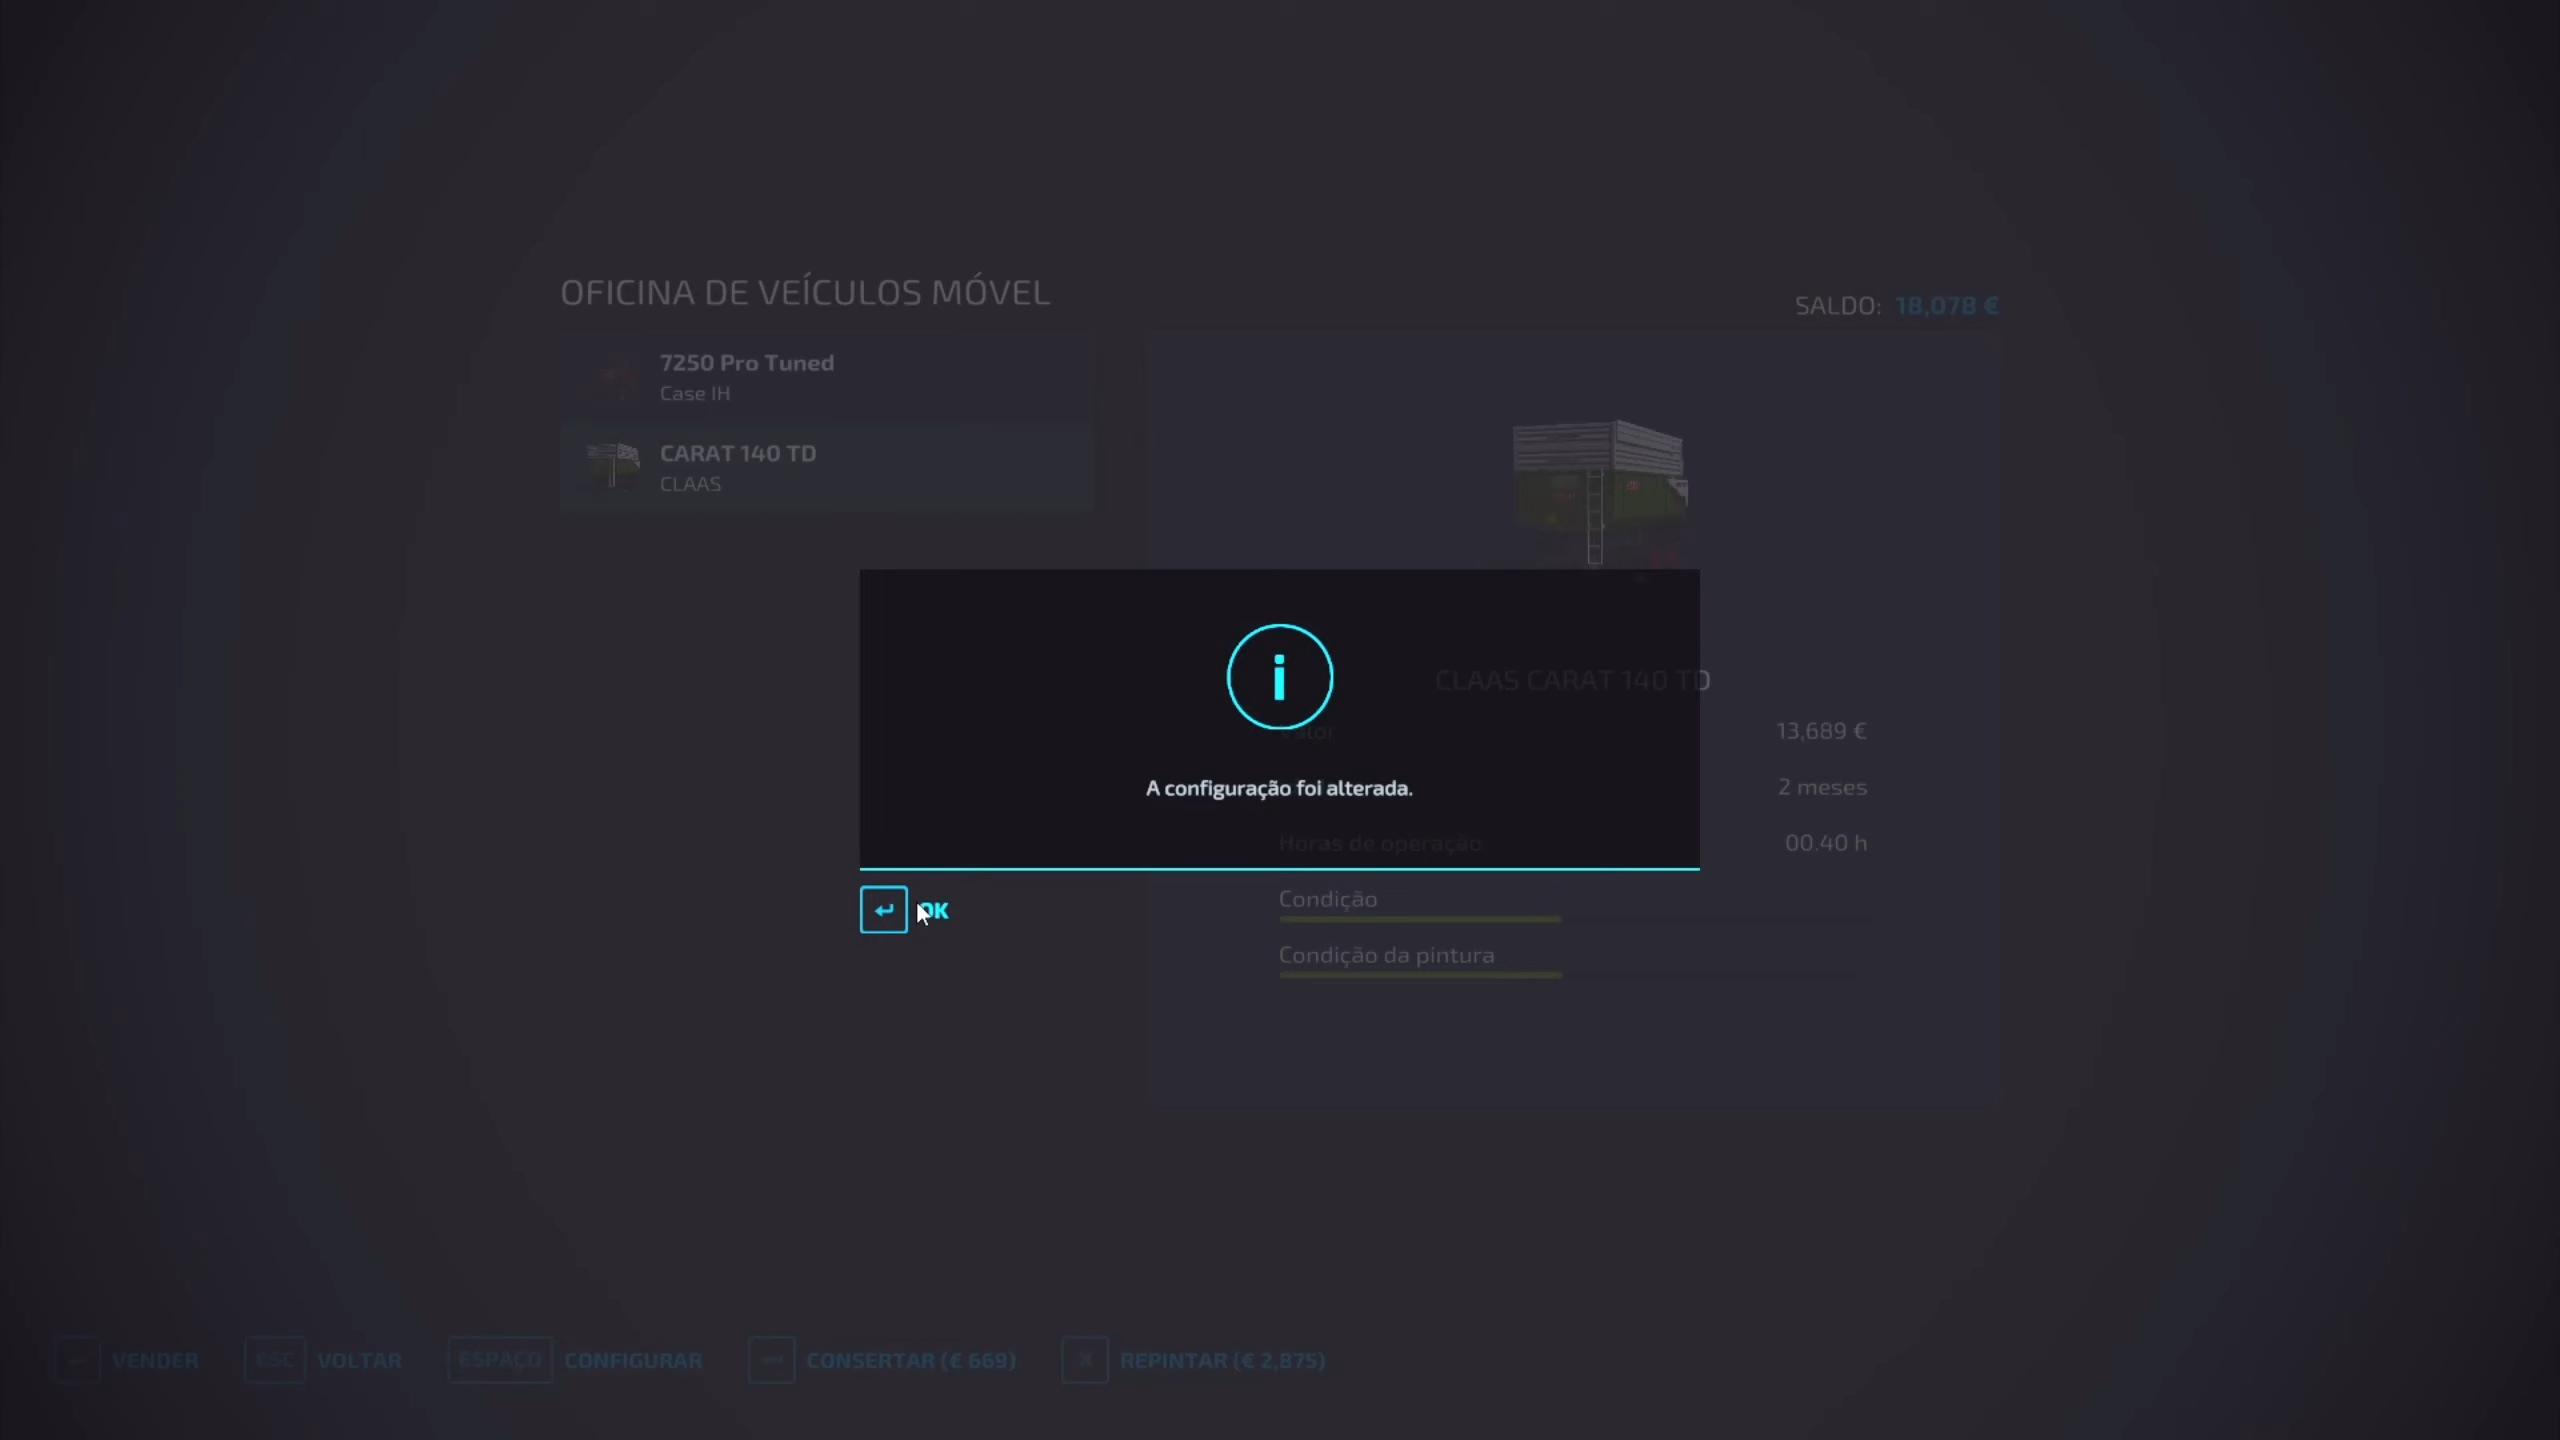 OFICINA DE VEÍCULOS MÓVEL
SALDO: 18,078 €
7250 Pro Tuned
Case IH
CARAT 140 TD
CLAAS
CLAAS CARAT 140 TD
Valor
13,689 €
A configuração foi alterada.
2 meses
Horas de operação
00.40 h
OK
Condição
Condição da pintura
VENDER
ESC VOLTAR
ESPAÇO CONFIGURAR
CONSERTAR (€ 669)
X REPINTAR (€ 2,875)